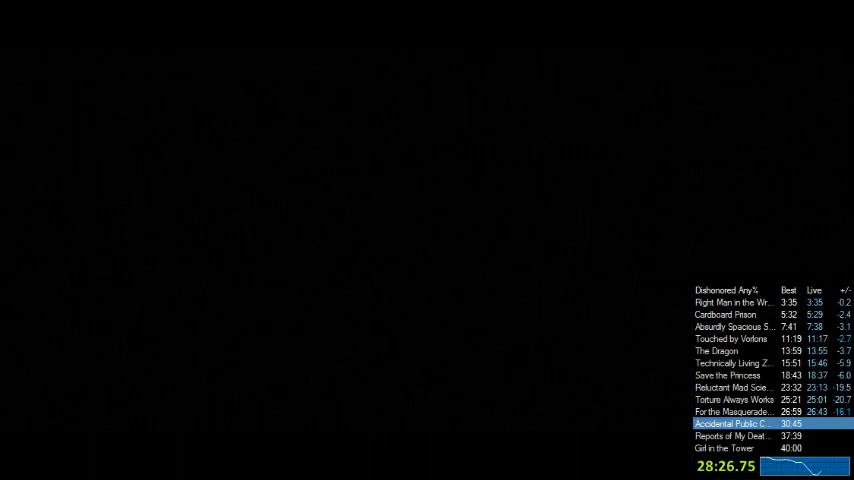 Dishonored Any% Best Live +/-
Right Man in the Wr... 3:35 3:35 -0.2
Cardboard Prison 5:32 5:29 -2.4
Absurdly Spacious S... 7:41 7:38 -3.1
Touched by Vorlons 11:19 11:17 -2.7
The Dragon 13:59 13:55 -3.7
Technically Living Z... 15:51 15:46 -5.9
Save the Princess 18:43 18:37 -6.0
Reluctant Mad Scie... 23:32 23:13 -19.5
Torture Always Works 25:21 25:01 -20.7
For the Masquerade... 26:59 26:43 -16.1
Accidental Public C... 30:45
Reports of My Deat... 37:39
Girl in the Tower 40:00
28:26.75